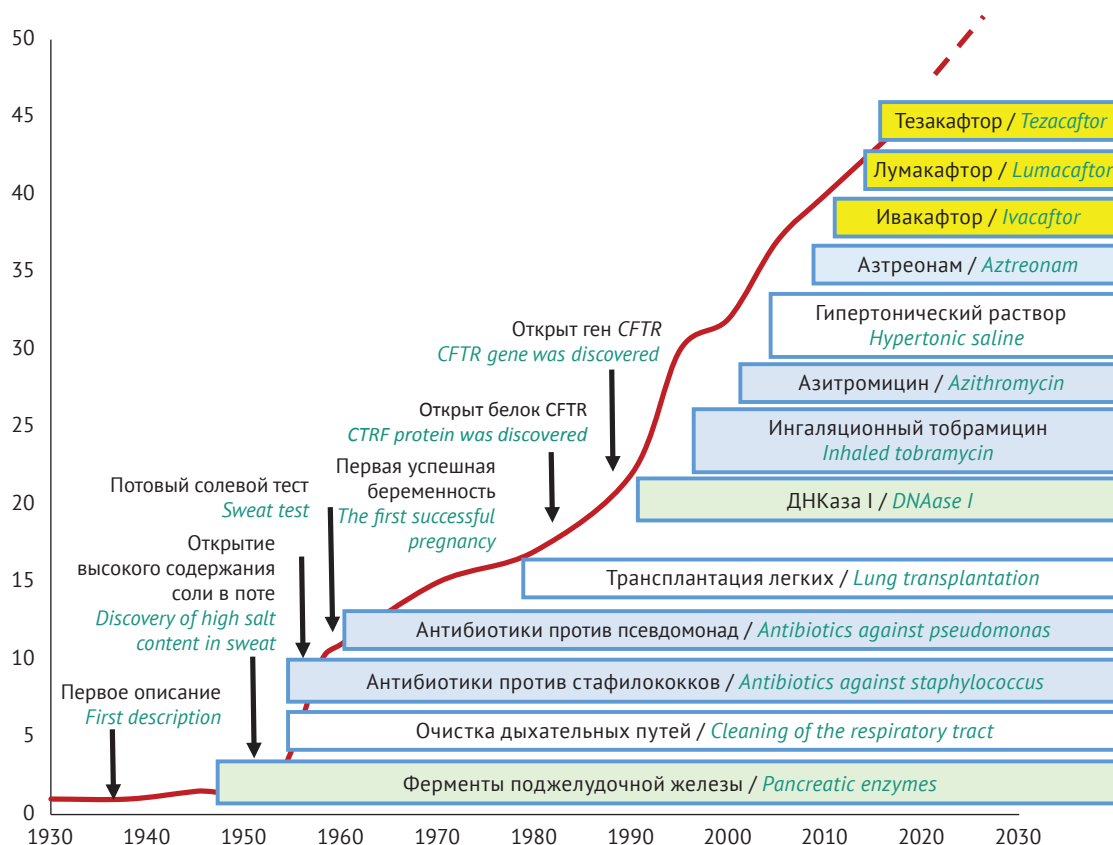 50
45
40
35
30
25
20
15
10
5
0
1930 1940 1950 1960 1970 1980 1990 2000 2010 2020 2030
Тезакафтор / Tezacaftor
Лумакафтор / Lumacaftor
Ивакафтор / Ivacaftor
Азтреонам / Aztreonam
Гипертонический раствор
Hypertonic saline
Азитромицин / Azithromycin
Ингаляционный тобрамицин
Inhaled tobramycin
ДНКаза I / DNAase I
Трансплантация легких / Lung transplantation
Антибиотики против псевдомонад / Antibiotics against pseudomonas
Антибиотики против стафилококков / Antibiotics against staphylococcus
Очистка дыхательных путей / Cleaning of the respiratory tract
Ферменты поджелудочной железы / Pancreatic enzymes
Открыт ген CFTR
CFTR gene was discovered
Открыт белок CFTR
CTRF protein was discovered
Первая успешная
беременность
The first successful
pregnancy
Потовый солевой тест
Sweat test
Открытие
высокого содержания
соли в поте
Discovery of high salt
content in sweat
Первое описание
First description